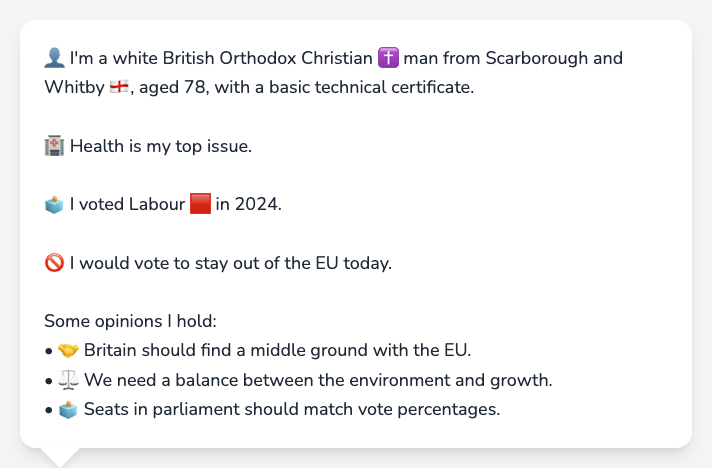 👤 I'm a white British Orthodox Christian ✝️ man from Scarborough and
Whitby 🏴󠁧󠁢󠁥󠁮󠁧󠁿, aged 78, with a basic technical certificate.
🏥 Health is my top issue.
🗳️ I voted Labour 🟥 in 2024.
🚫 I would vote to stay out of the EU today.
Some opinions I hold:
• 🤝 Britain should find a middle ground with the EU.
• ⚖️ We need a balance between the environment and growth.
• 🗳️ Seats in parliament should match vote percentages.